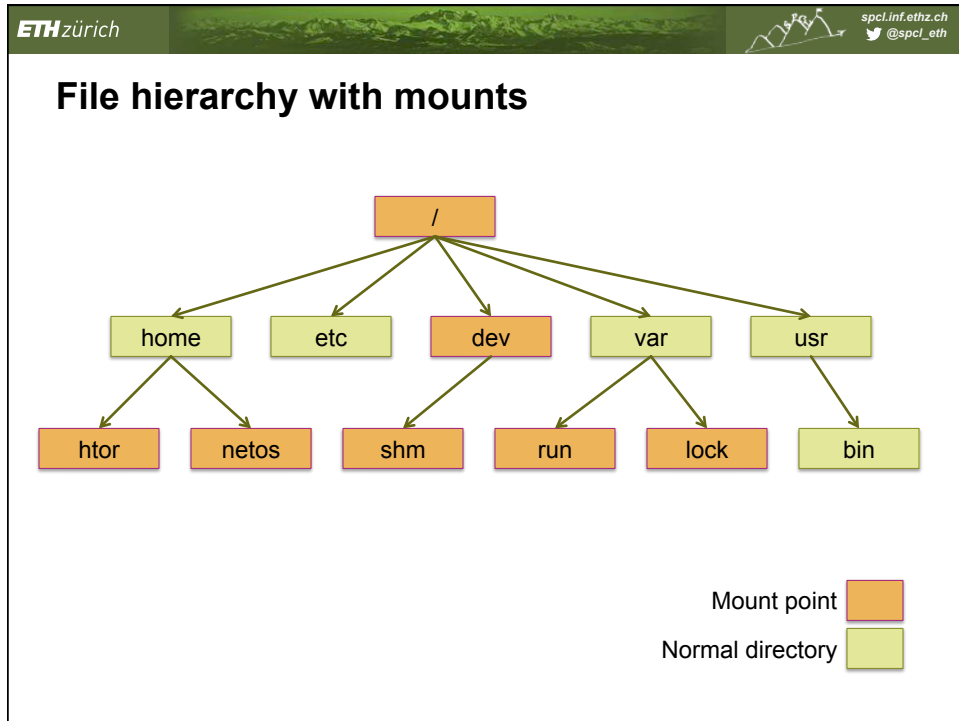 ETH zürich
spcl.inf.ethz.ch
@spcl_eth
File hierarchy with mounts
/
home etc dev var usr
htor netos shm run lock bin
Mount point
Normal directory